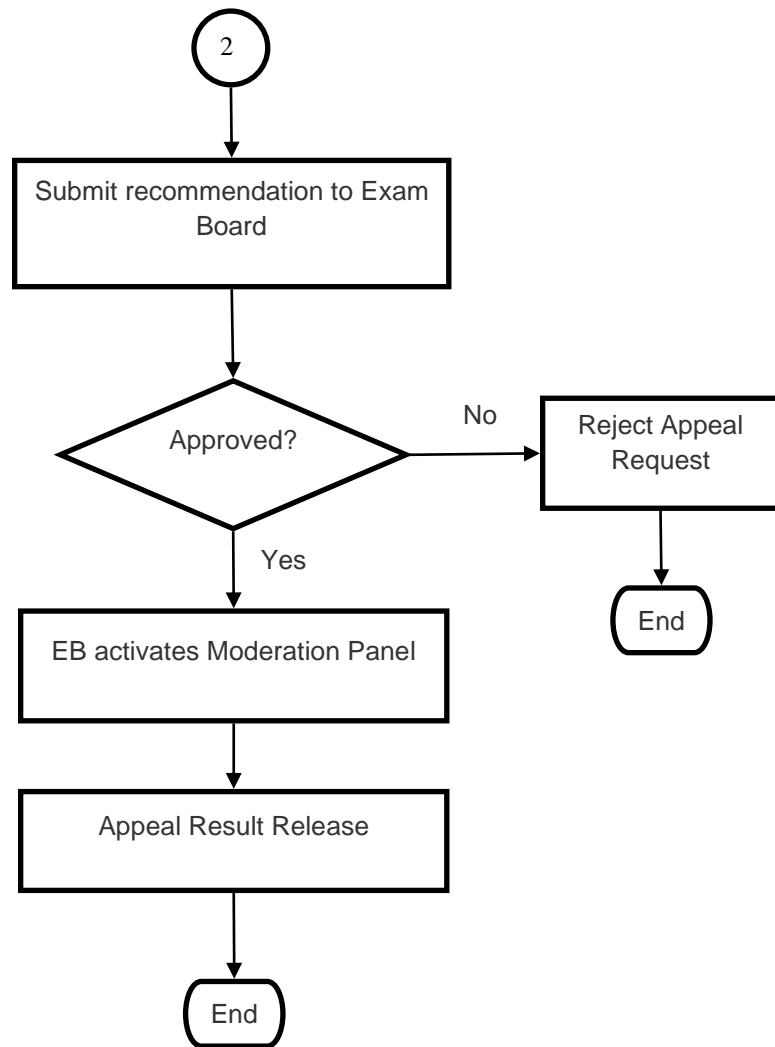 2
Submit recommendation to Exam
Board
Approved?
No
Reject Appeal
Request
Yes
End
EB activates Moderation Panel
Appeal Result Release
End